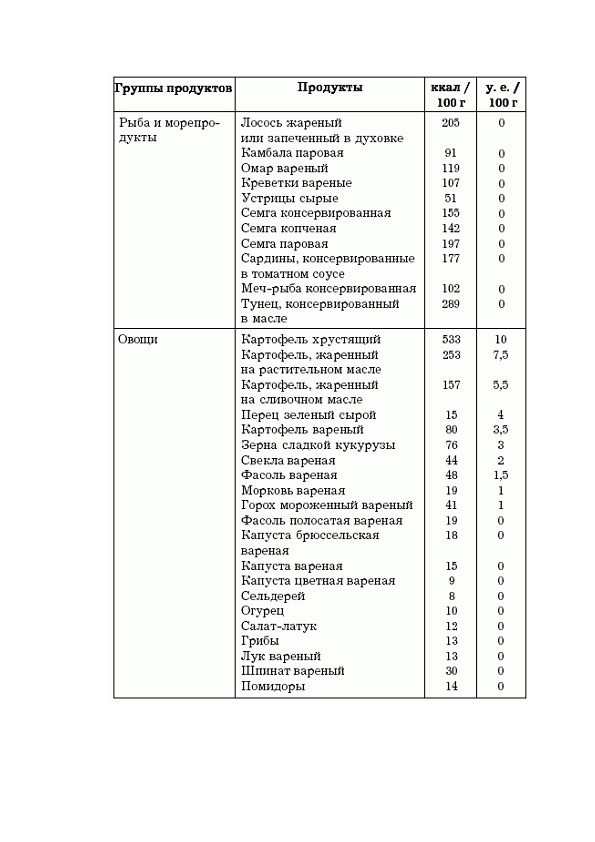 Группы продуктов Продукты ккал / у. е. /
100 г 100 г
Рыба и морепро- Лосось жареный 205 0
дукты или запеченный в духовке
Камбала паровая 91 0
Омар вареный 119 0
Креветки вареные 107 0
Устрицы сырые 51 0
Семга консервированная 155 0
Семга копченая 142 0
Семга паровая 197 0
Сардины, консервированные 177 0
в томатном соусе
Меч-рыба консервированная 102 0
Тунец, консервированный 289 0
в масле
Овощи Картофель хрустящий 533 10
Картофель, жаренный 253 7,5
на растительном масле
Картофель, жаренный 157 5,5
на сливочном масле
Перец зеленый сырой 15 4
Картофель вареный 80 3,5
Зерна сладкой кукурузы 76 3
Свекла вареная 44 2
Фасоль вареная 48 1,5
Морковь вареная 19 1
Горох мороженный вареный 41 1
Фасоль полосатая вареная 19 0
Капуста брюссельская 18 0
вареная
Капуста вареная 15 0
Капуста цветная вареная 9 0
Сельдерей 8 0
Огурец 10 0
Салат-латук 12 0
Грибы 13 0
Лук вареный 13 0
Шпинат вареный 30 0
Помидоры 14 0